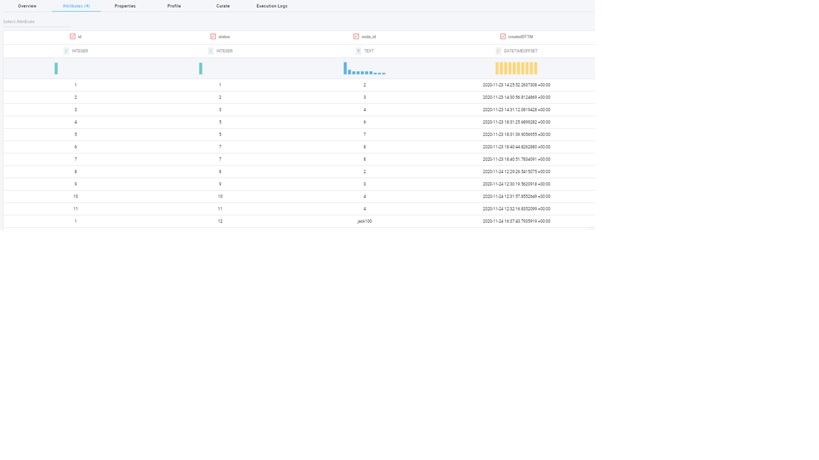 Overview Attributes (4) Properties Profile Curate Execution Logs
Select Attribute
id status node_id createdDTTM
INTEGER INTEGER TEXT DATETIMEOFFSET
1 1 2 2020-11-23 14:25:52.2607308 +00:00
2 2 3 2020-11-23 14:30:56.8124869 +00:00
3 3 4 2020-11-23 14:31:12.0819428 +00:00
4 5 6 2020-11-23 18:31:25.6699282 +00:00
5 5 7 2020-11-23 18:31:39.9056955 +00:00
6 7 8 2020-11-23 18:40:44.8262880 +00:00
7 7 8 2020-11-23 18:40:51.7834091 +00:00
8 8 2 2020-11-24 12:29:26.5415075 +00:00
9 9 3 2020-11-24 12:30:19.5620918 +00:00
10 10 4 2020-11-24 12:31:57.8552849 +00:00
11 11 4 2020-11-24 12:32:16.8352099 +00:00
1 12 jack100 2020-11-24 16:37:40.7935919 +00:00